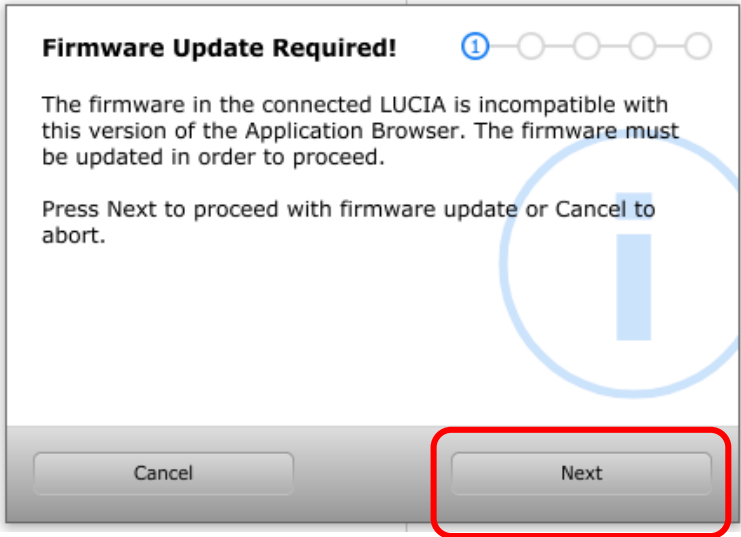 Firmware Update Required!
1
The firmware in the connected LUCIA is incompatible with
this version of the Application Browser. The firmware must
be updated in order to proceed.
Press Next to proceed with firmware update or Cancel to
abort.
Cancel
Next